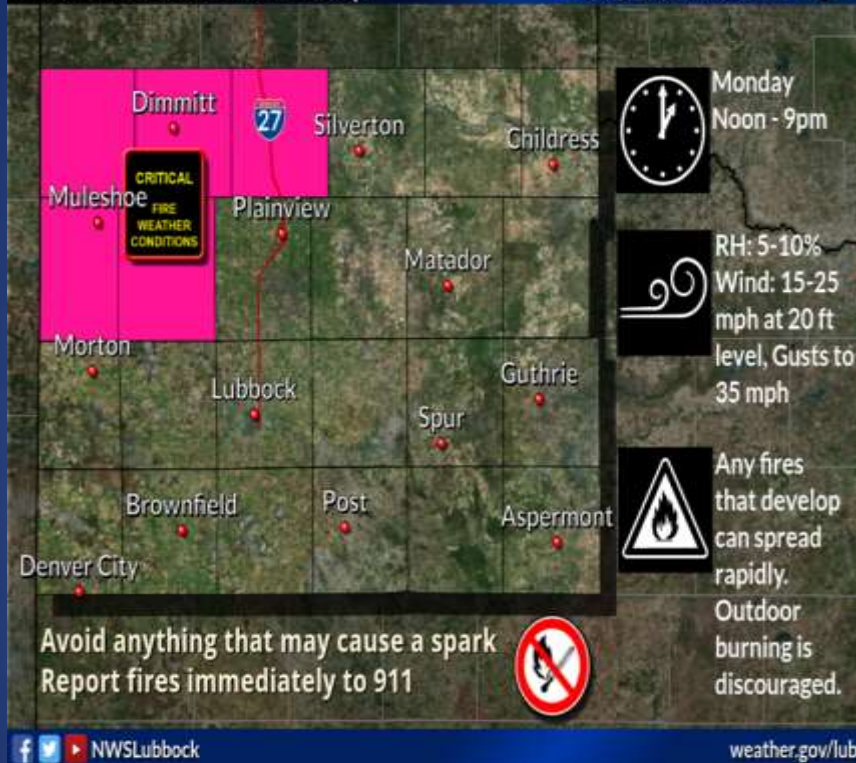 Dimmitt
27
Silverton
Childress
CRITICAL
FIRE
WEATHER
CONDITIONS
Muleshoe
Plainview
Matador
Morton
Lubbock
Guthrie
Spur
Brownfield
Post
Aspermont
Denver City
Monday
Noon - 9pm
RH: 5-10%
Wind: 15-25
mph at 20 ft
level, Gusts to
35 mph
Any fires
that develop
can spread
rapidly.
Outdoor
burning is
discouraged.
Avoid anything that may cause a spark
Report fires immediately to 911
NWSLubbock
weather.gov/lub